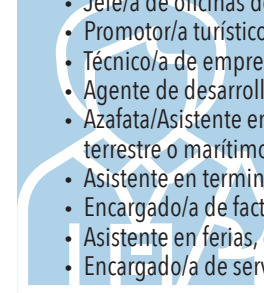 • Jefe/a de oficinas de
• Promotor/a turístico
• Técnico/a de
• Agente de
• Azafata/Asistente
terrestre o marítimo
• Asistente en
• Encargado/a de
• Asistente en ferias,
• Encargado/a de